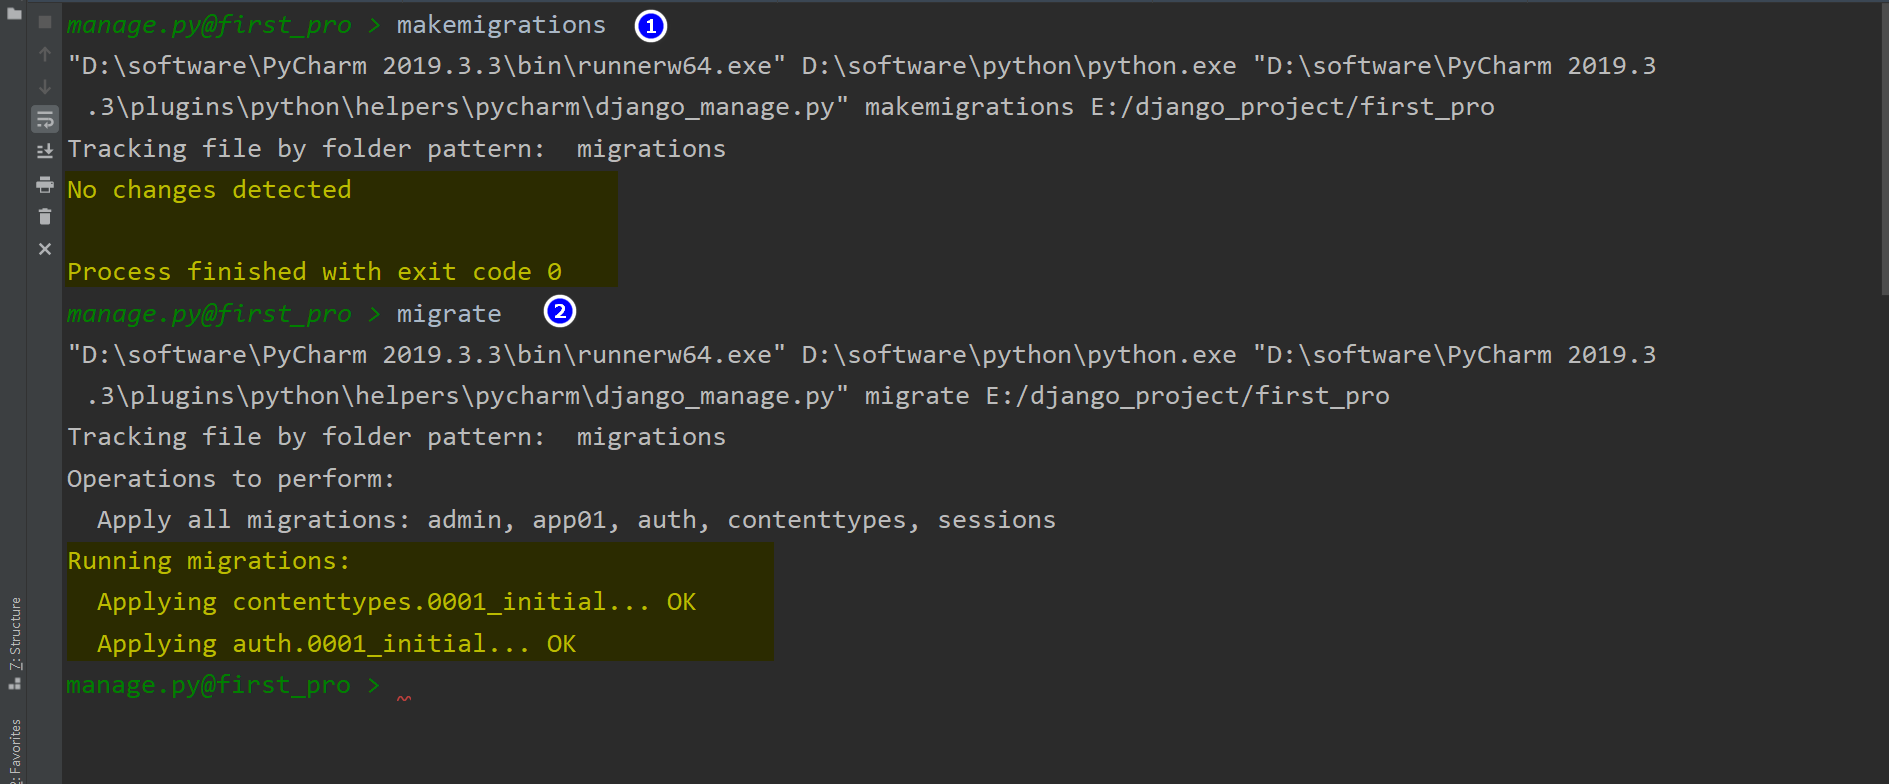 manage.py@first_pro > makemigrations 1
"D:\software\PyCharm 2019.3.3\bin\runnerw64.exe" D:\software\python\python.exe "D:\software\PyCharm 2019.3
.3\plugins\python\helpers\pycharm\django_manage.py" makemigrations E:/django_project/first_pro
Tracking file by folder pattern:  migrations
No changes detected
Process finished with exit code 0
manage.py@first_pro > migrate 2
"D:\software\PyCharm 2019.3.3\bin\runnerw64.exe" D:\software\python\python.exe "D:\software\PyCharm 2019.3
.3\plugins\python\helpers\pycharm\django_manage.py" migrate E:/django_project/first_pro
Tracking file by folder pattern:  migrations
Operations to perform:
  Apply all migrations: admin, app01, auth, contenttypes, sessions
Running migrations:
  Applying contenttypes.0001_initial... OK
  Applying auth.0001_initial... OK
manage.py@first_pro >
7: Structure
: Favorites